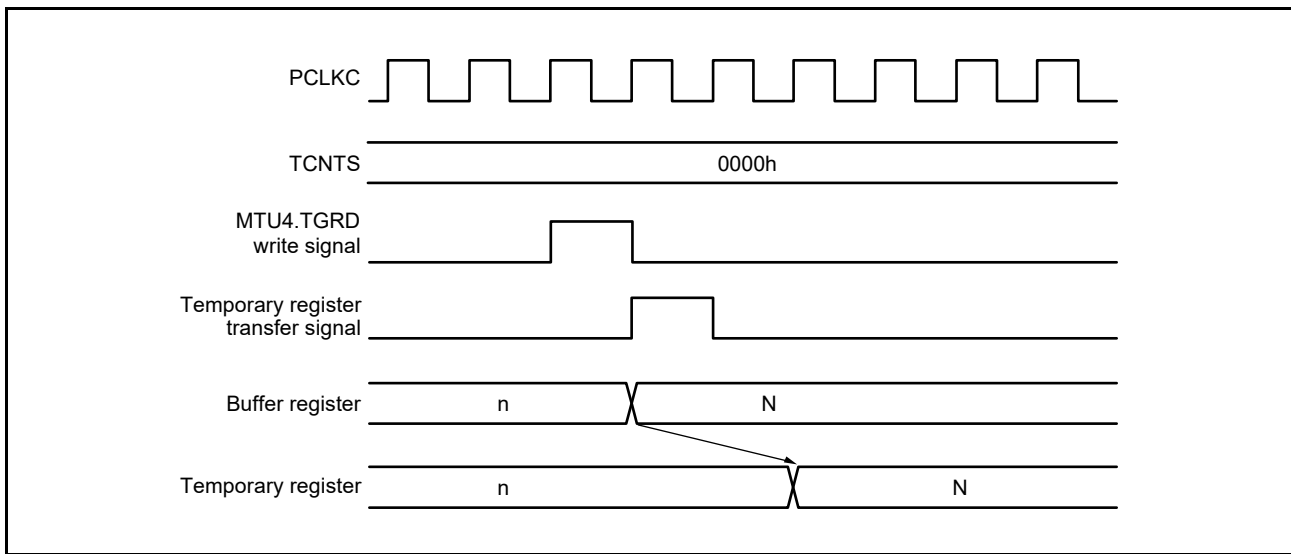 PCLKC
TCNTS
0000h
MTU4.TGRD
write signal
Temporary register
transfer signal
Buffer register
n
N
Temporary register
n
N